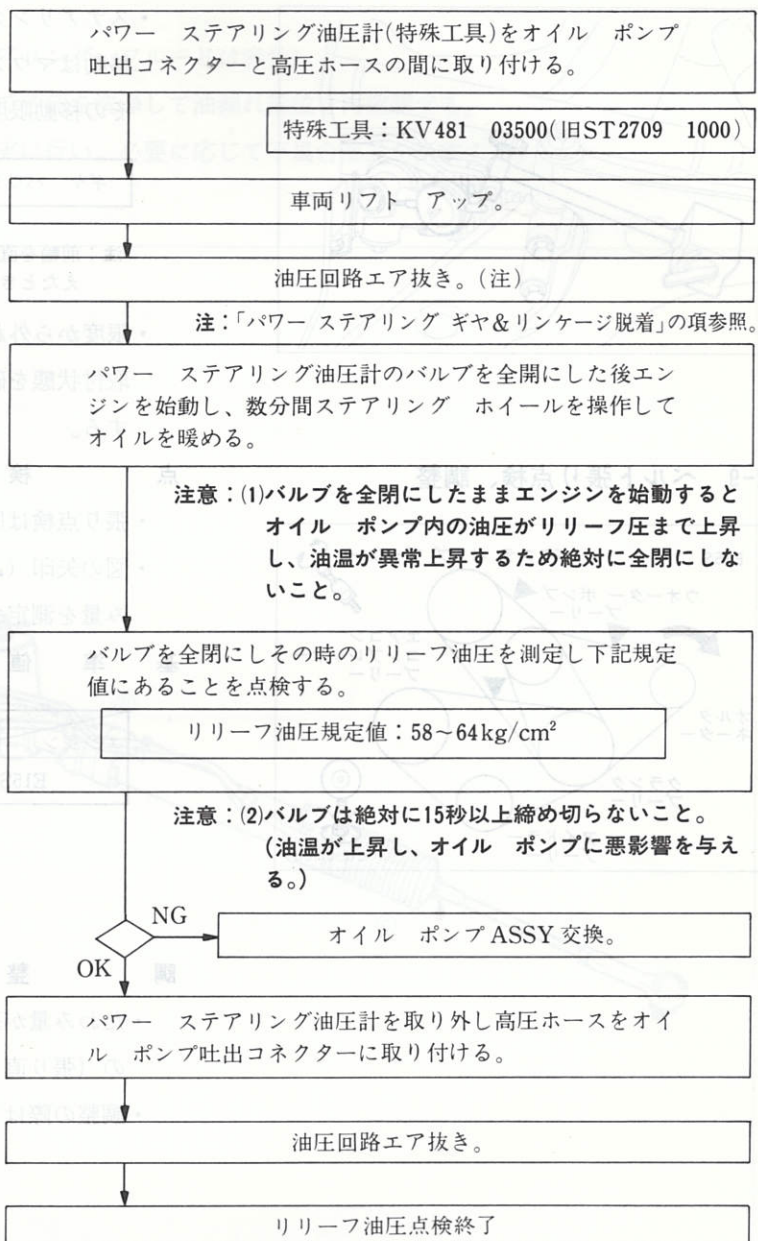 パワー ステアリング油圧計(特殊工具)をオイル ポンプ
吐出コネクターと高圧ホースの間に取り付ける。
特殊工具：KV481 03500(旧ST2709 1000)
車両リフト アップ。
油圧回路エア抜き。(注)
注：「パワー ステアリング ギヤ＆リンケージ脱着」の項参照。
パワー ステアリング油圧計のバルブを全開にした後エン
ジンを始動し、数分間ステアリング ホイールを操作して
オイルを暖める。
注意：(1)バルブを全閉にしたままエンジンを始動すると
オイル ポンプ内の油圧がリリーフ圧まで上昇
し、油温が異常上昇するため絶対に全閉にしな
いこと。
バルブを全閉にしその時のリリーフ油圧を測定し下記規定
値にあることを点検する。
リリーフ油圧規定値：58~64kg/cm²
注意：(2)バルブは絶対に15秒以上締め切らないこと。
(油温が上昇し、オイル ポンプに悪影響を与え
る。)
NG
オイル ポンプ ASSY 交換。
OK
パワー ステアリング油圧計を取り外し高圧ホースをオイ
ル ポンプ吐出コネクターに取り付ける。
油圧回路エア抜き。
リリーフ油圧点検終了